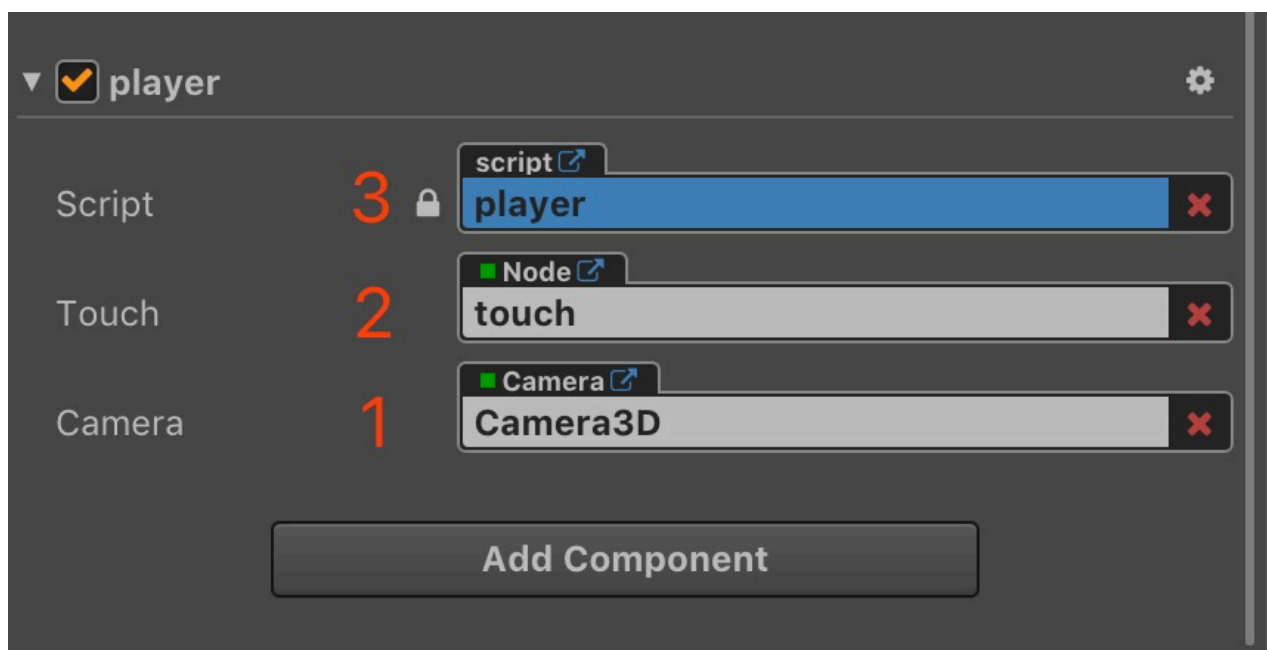 player
script
Script 3 player
Node
Touch 2 touch
Camera
Camera 1 Camera3D
Add Component